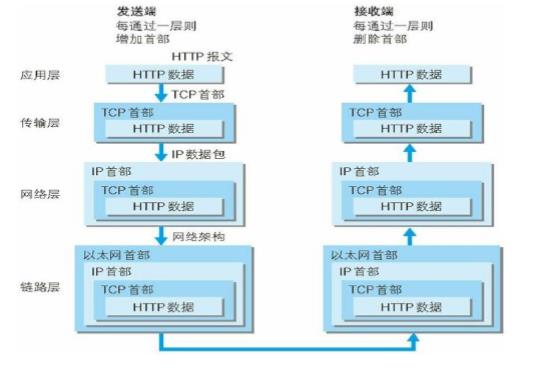 发送端
每通过一层则
增加首部
接收端
每通过一层则
删除首部
HTTP 报文
应用层
HTTP 数据
HTTP 数据
TCP 首部
传输层
TCP 首部
HTTP 数据
TCP 首部
HTTP 数据
IP 数据包
网络层
IP 首部
TCP 首部
HTTP 数据
IP 首部
TCP 首部
HTTP 数据
网络架构
链路层
以太网首部
IP 首部
TCP 首部
HTTP 数据
以太网首部
IP 首部
TCP 首部
HTTP 数据